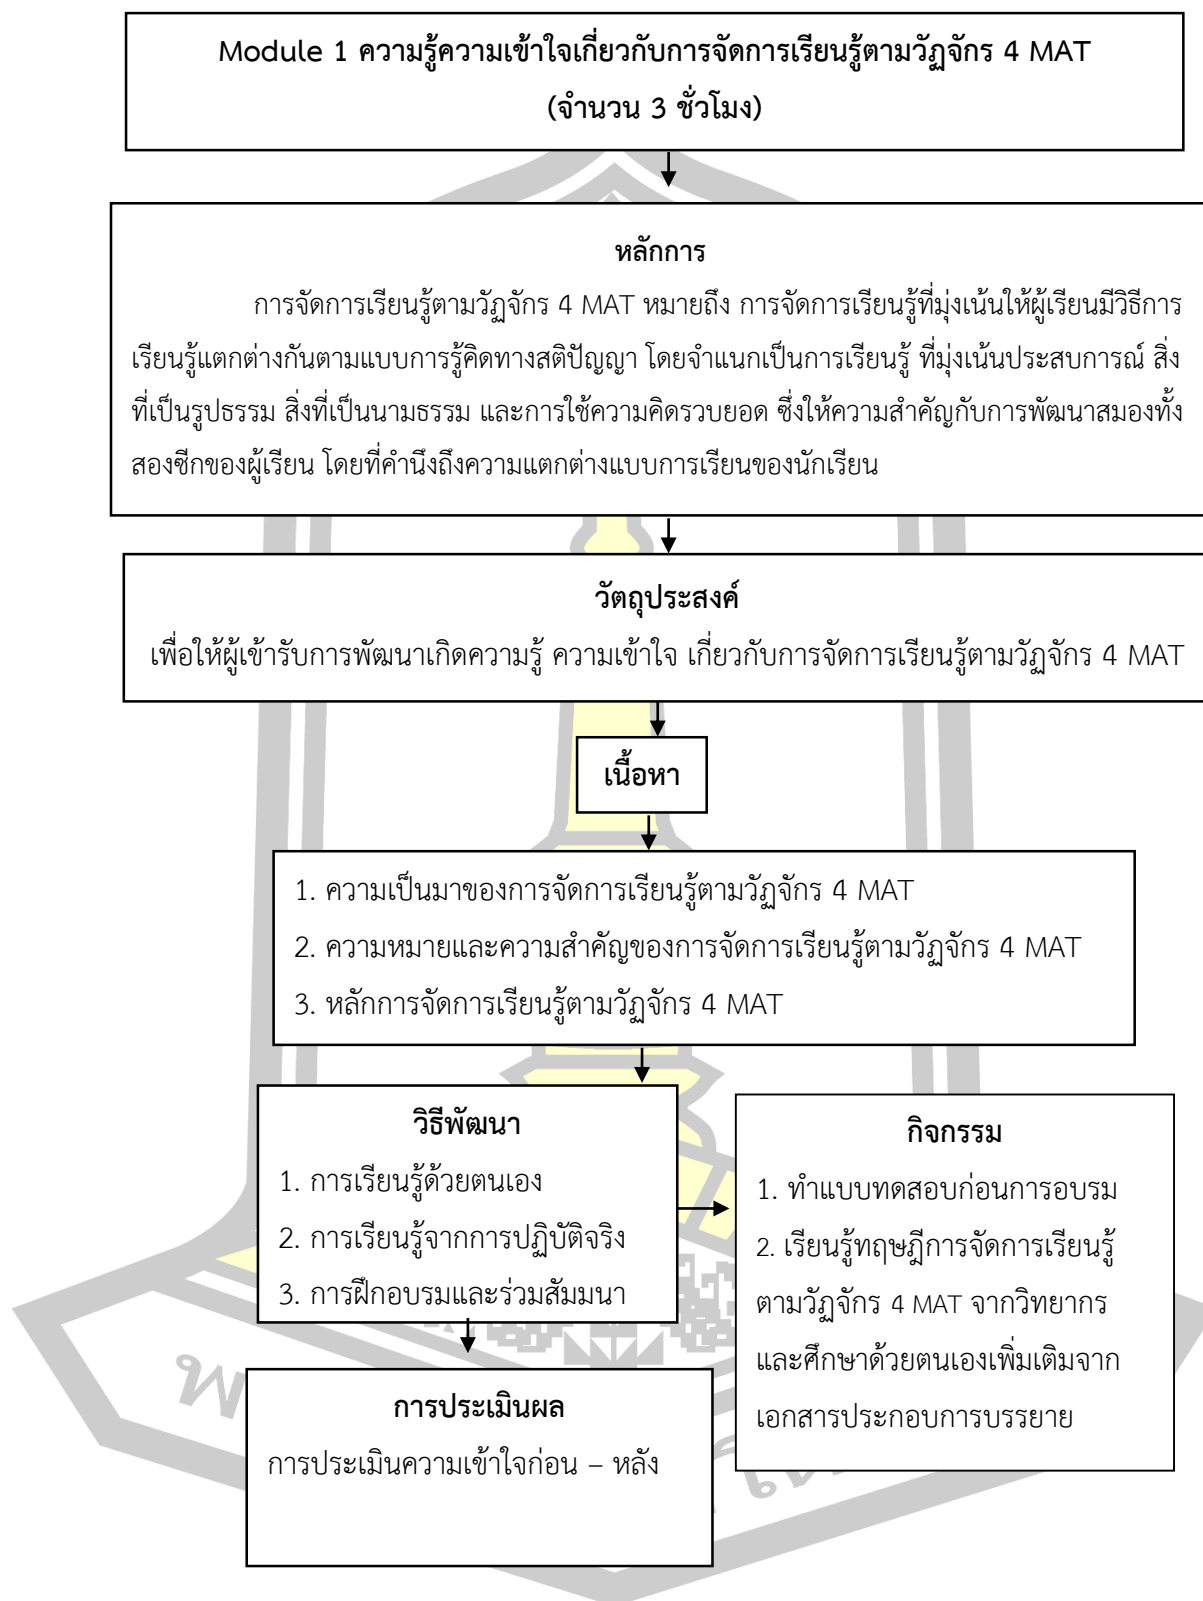 Module 1 ความรู้ความเข้าใจเกี่ยวกับการจัดการเรียนรู้ตามวัฏจักร 4 MAT
(จำนวน 3 ชั่วโมง)
หลักการ
การจัดการเรียนรู้ตามวัฏจักร 4 MAT หมายถึง การจัดการเรียนรู้ที่มุ่งเน้นให้ผู้เรียนมีวิธีการ
เรียนรู้แตกต่างกันตามแบบการรู้คิดทางสติปัญญา โดยจำแนกเป็นการเรียนรู้ ที่มุ่งเน้นประสบการณ์ สิ่ง
ที่เป็นรูปธรรม สิ่งที่เป็นนามธรรม และการใช้ความคิดรวบยอด ซึ่งให้ความสำคัญกับการพัฒนาสมองทั้ง
สองซีกของผู้เรียน โดยที่คำนึงถึงความแตกต่างแบบการเรียนของนักเรียน
วัตถุประสงค์
เพื่อให้ผู้เข้ารับการพัฒนาเกิดความรู้ ความเข้าใจ เกี่ยวกับการจัดการเรียนรู้ตามวัฏจักร 4 MAT
เนื้อหา
1. ความเป็นมาของการจัดการเรียนรู้ตามวัฏจักร 4 MAT
2. ความหมายและความสำคัญของการจัดการเรียนรู้ตามวัฏจักร 4 MAT
3. หลักการจัดการเรียนรู้ตามวัฏจักร 4 MAT
วิธีพัฒนา
1. การเรียนรู้ด้วยตนเอง
2. การเรียนรู้จากการปฏิบัติจริง
3. การฝึกอบรมและร่วมสัมมนา
กิจกรรม
1. ทำแบบทดสอบก่อนการอบรม
2. เรียนรู้ทฤษฎีการจัดการเรียนรู้
ตามวัฏจักร 4 MAT จากวิทยากร
และศึกษาด้วยตนเองเพิ่มเติมจาก
เอกสารประกอบการบรรยาย
การประเมินผล
การประเมินความเข้าใจก่อน – หลัง